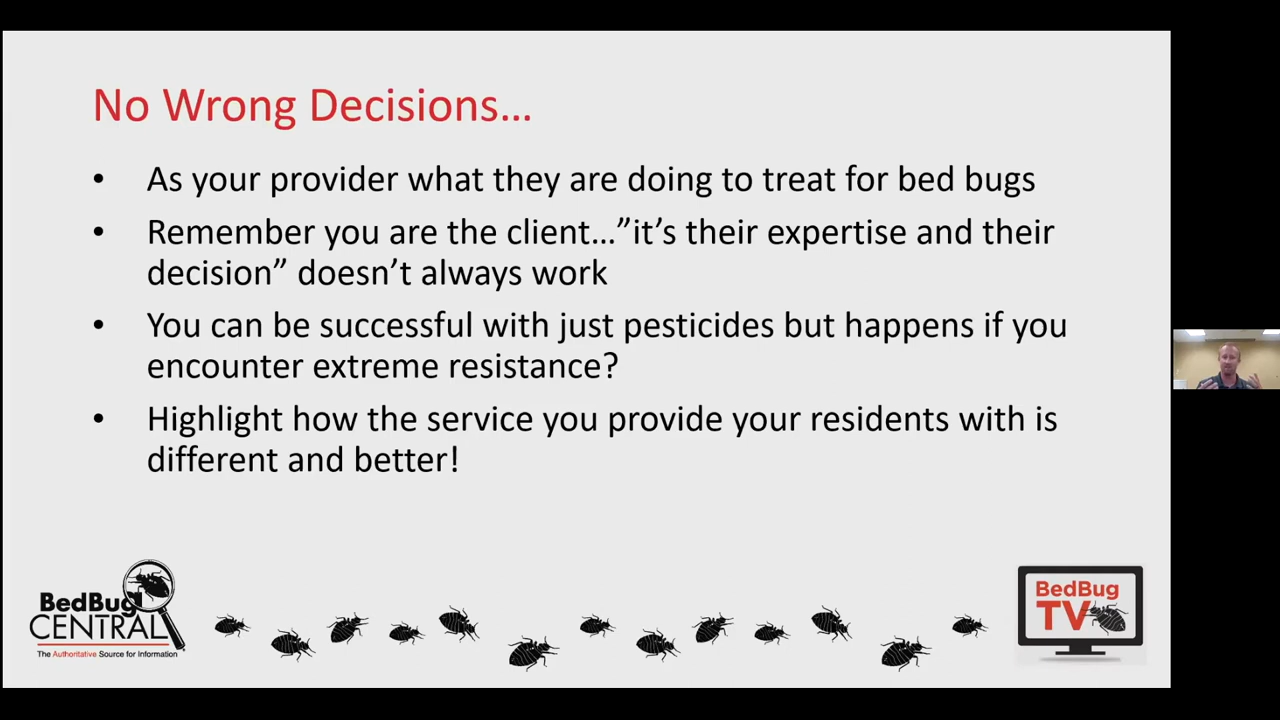 No Wrong Decisions...
• As your provider what they are doing to treat for bed bugs
• Remember you are the client...”it’s their expertise and their
decision” doesn’t always work
• You can be successful with just pesticides but happens if you
encounter extreme resistance?
• Highlight how the service you provide your residents with is
different and better!
BedBug
CENTRAL
The Authoritative Source for Information
BedBug
TV